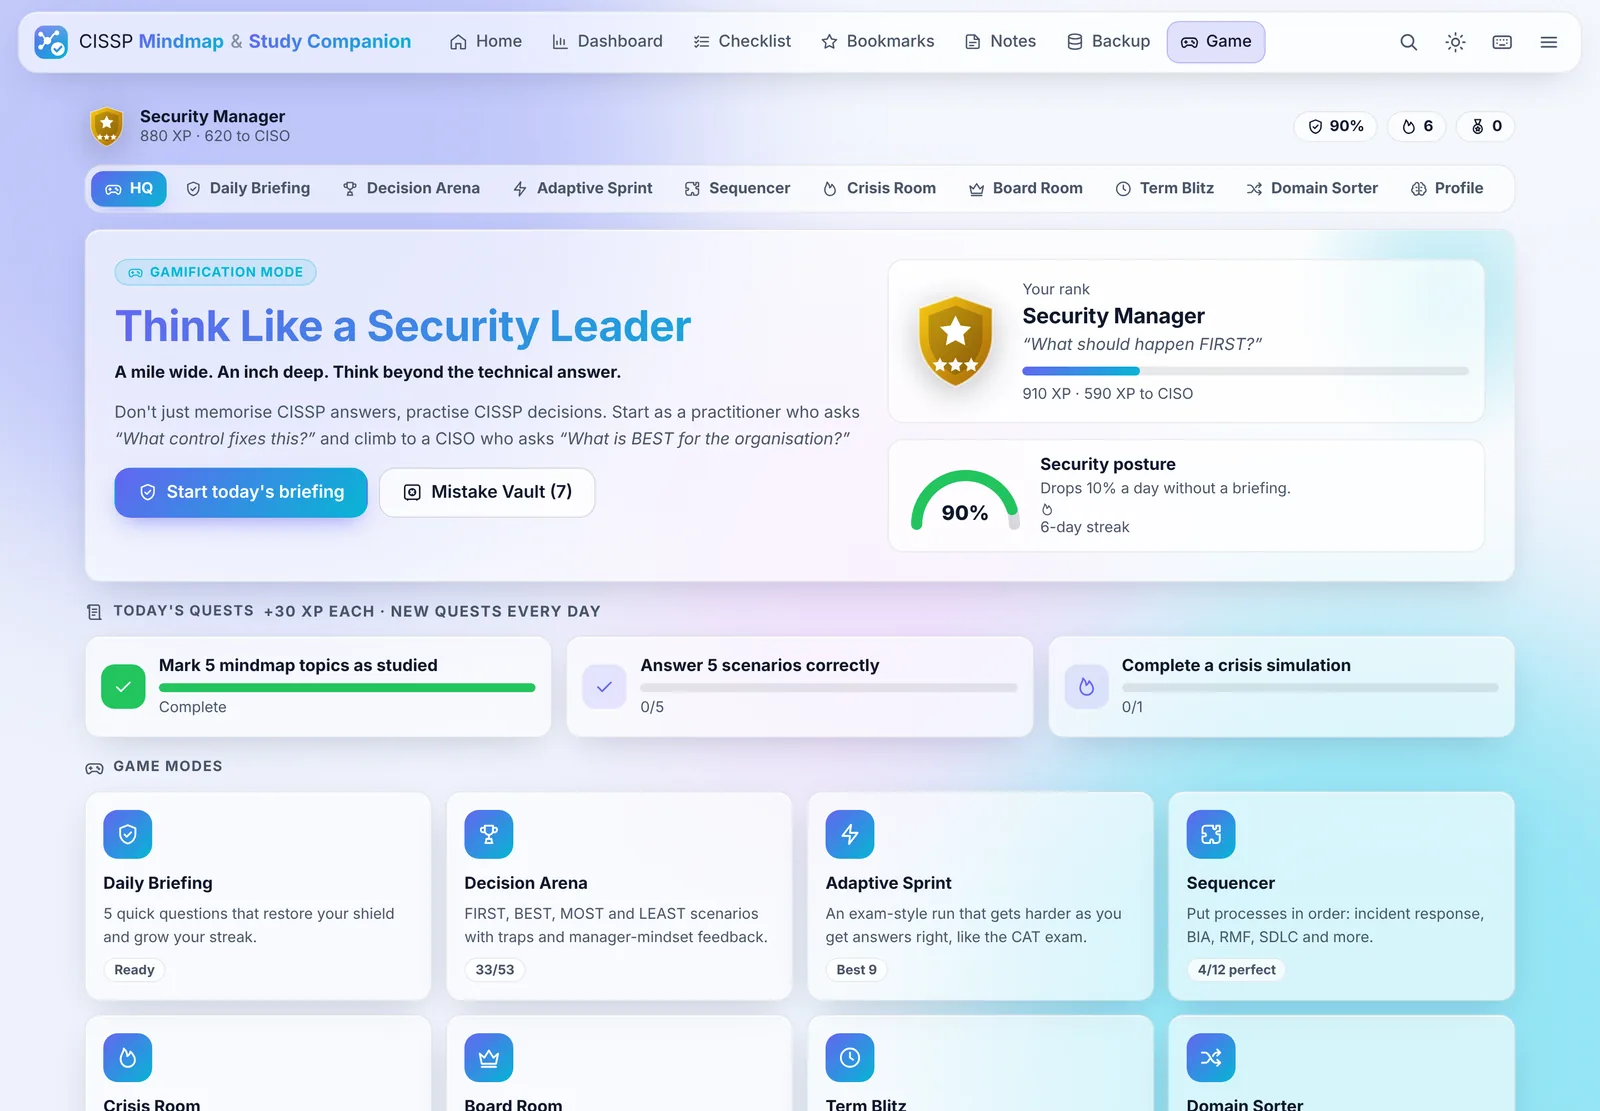 CISSP Mindmap & Study Companion
Home
Dashboard
Checklist
Bookmarks
Notes
Backup
Game
Security Manager
880 XP · 620 to CISO
90%
6
0
HQ
Daily Briefing
Decision Arena
Adaptive Sprint
Sequencer
Crisis Room
Board Room
Term Blitz
Domain Sorter
Profile
GAMIFICATION MODE
Think Like a Security Leader
A mile wide. An inch deep. Think beyond the technical answer.
Don't just memorise CISSP answers, practise CISSP decisions. Start as a practitioner who asks
“What control fixes this?” and climb to a CISO who asks “What is BEST for the organisation?”
Start today's briefing
Mistake Vault (7)
Your rank
Security Manager
“What should happen FIRST?”
910 XP · 590 XP to CISO
90%
Security posture
Drops 10% a day without a briefing.
6-day streak
TODAY'S QUESTS +30 XP EACH · NEW QUESTS EVERY DAY
Mark 5 mindmap topics as studied
Complete
Answer 5 scenarios correctly
0/5
Complete a crisis simulation
0/1
GAME MODES
Daily Briefing
5 quick questions that restore your shield
and grow your streak.
Ready
Decision Arena
FIRST, BEST, MOST and LEAST scenarios
with traps and manager-mindset feedback.
33/53
Adaptive Sprint
An exam-style run that gets harder as you
get answers right, like the CAT exam.
Best 9
Sequencer
Put processes in order: incident response,
BIA, RMF, SDLC and more.
4/12 perfect
Crisis Room
Board Room
Term Blitz
Domain Sorter